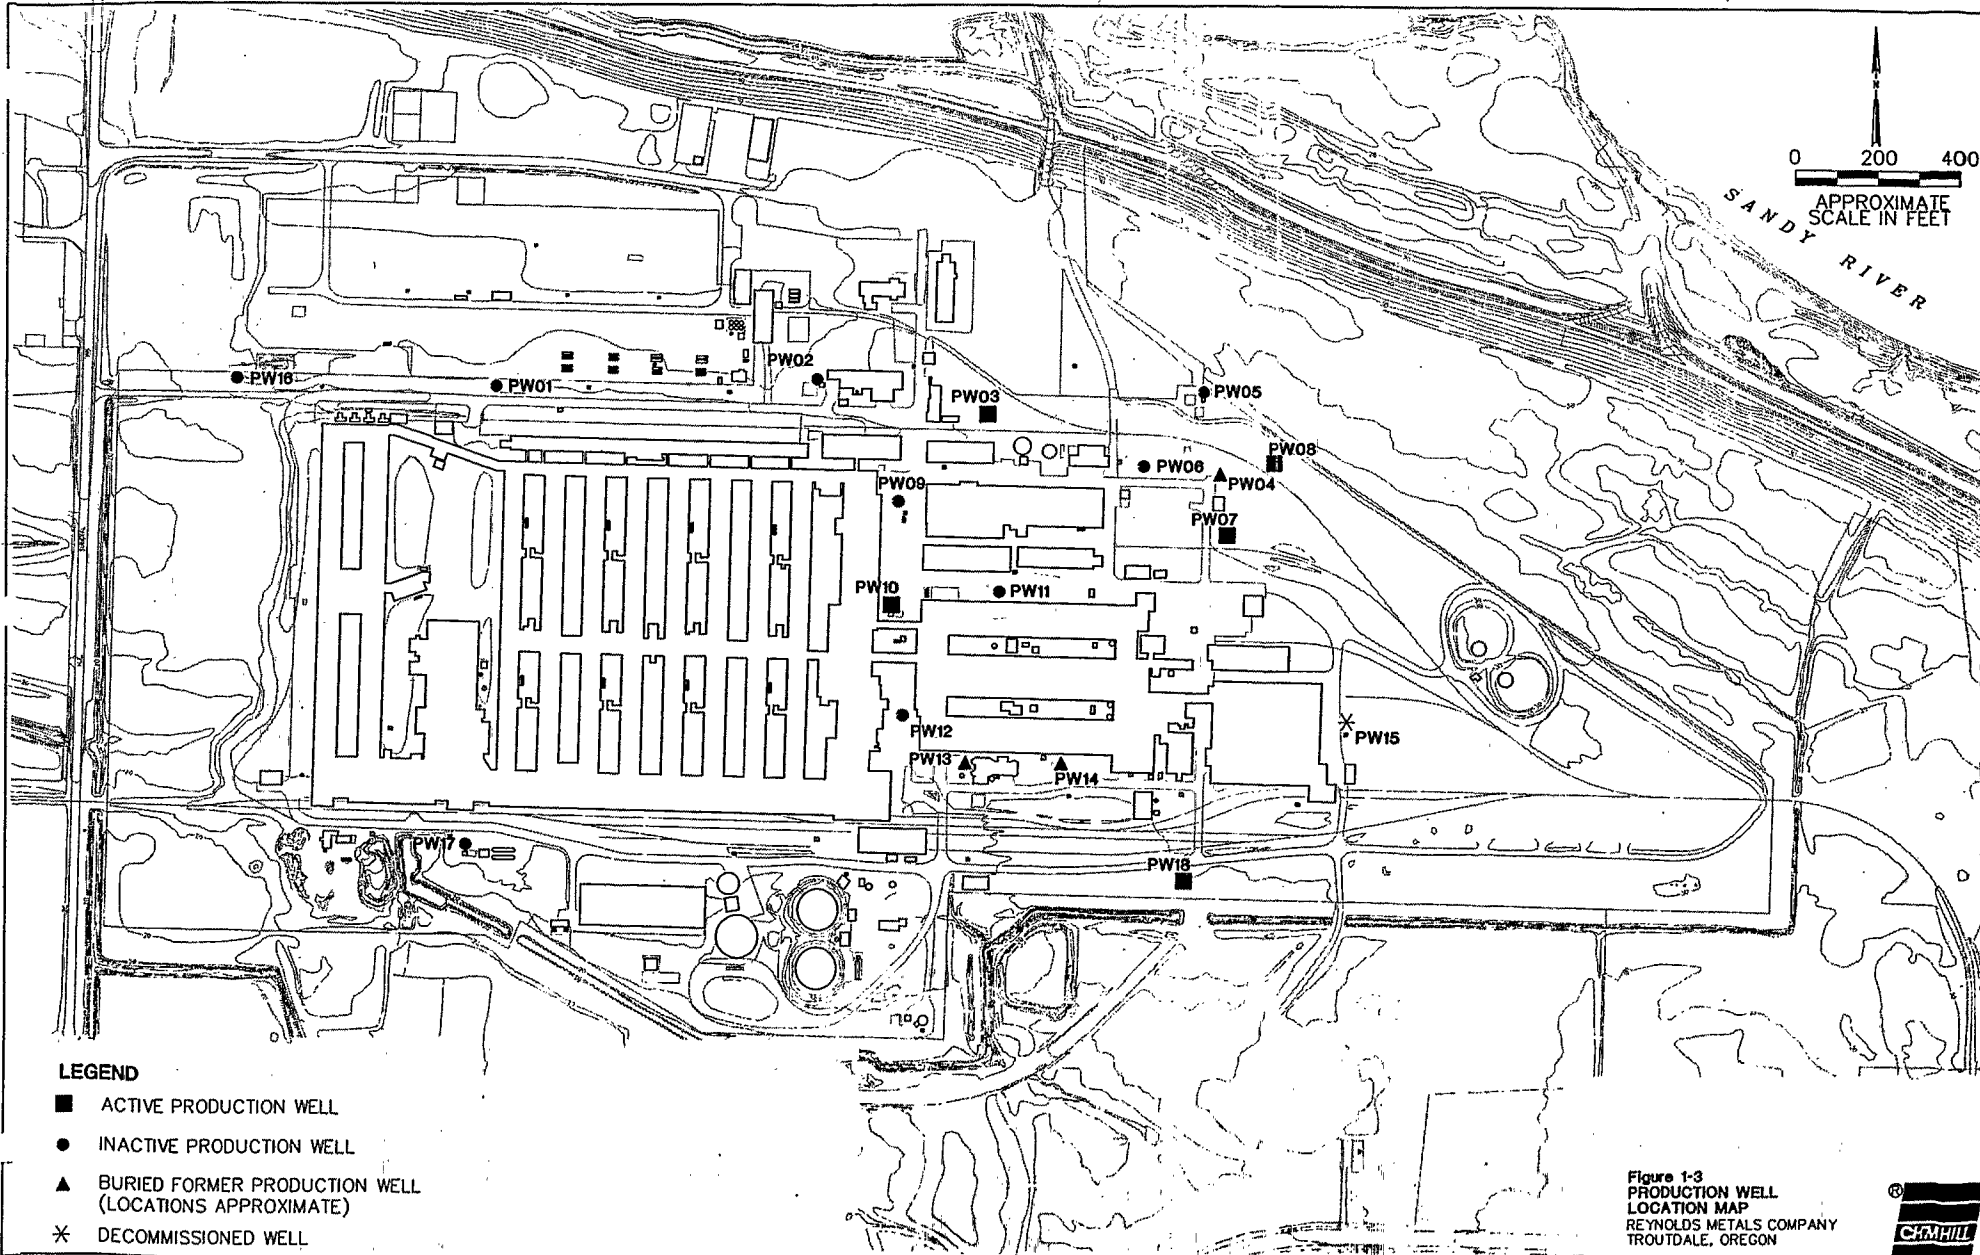 N
0 200 400
APPROXIMATE
SCALE IN FEET
SANDY RIVER
PW16
PW01
PW02
PW03
PW05
PW08
PW06
PW04
PW09
PW07
PW10
PW11
PW12
PW15
PW13
PW14
PW17
PW18
LEGEND
ACTIVE PRODUCTION WELL
INACTIVE PRODUCTION WELL
BURIED FORMER PRODUCTION WELL
(LOCATIONS APPROXIMATE)
DECOMMISSIONED WELL
Figure 1-3
PRODUCTION WELL
LOCATION MAP
REYNOLDS METALS COMPANY
TROUTDALE, OREGON
®
CH2MHILL